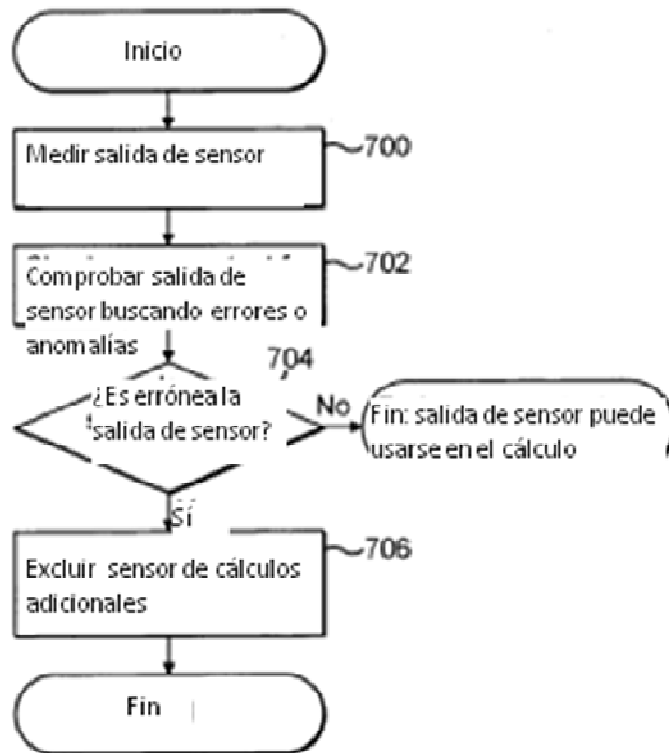 Inicio
Medir salida de sensor
700
Comprobar salida de
sensor buscando errores o
anomalías
702
704
¿Es errónea la
salida de sensor?
No
Fin: salida de sensor puede
usarse en el cálculo
Sí
Excluir sensor de cálculos
adicionales
706
Fin